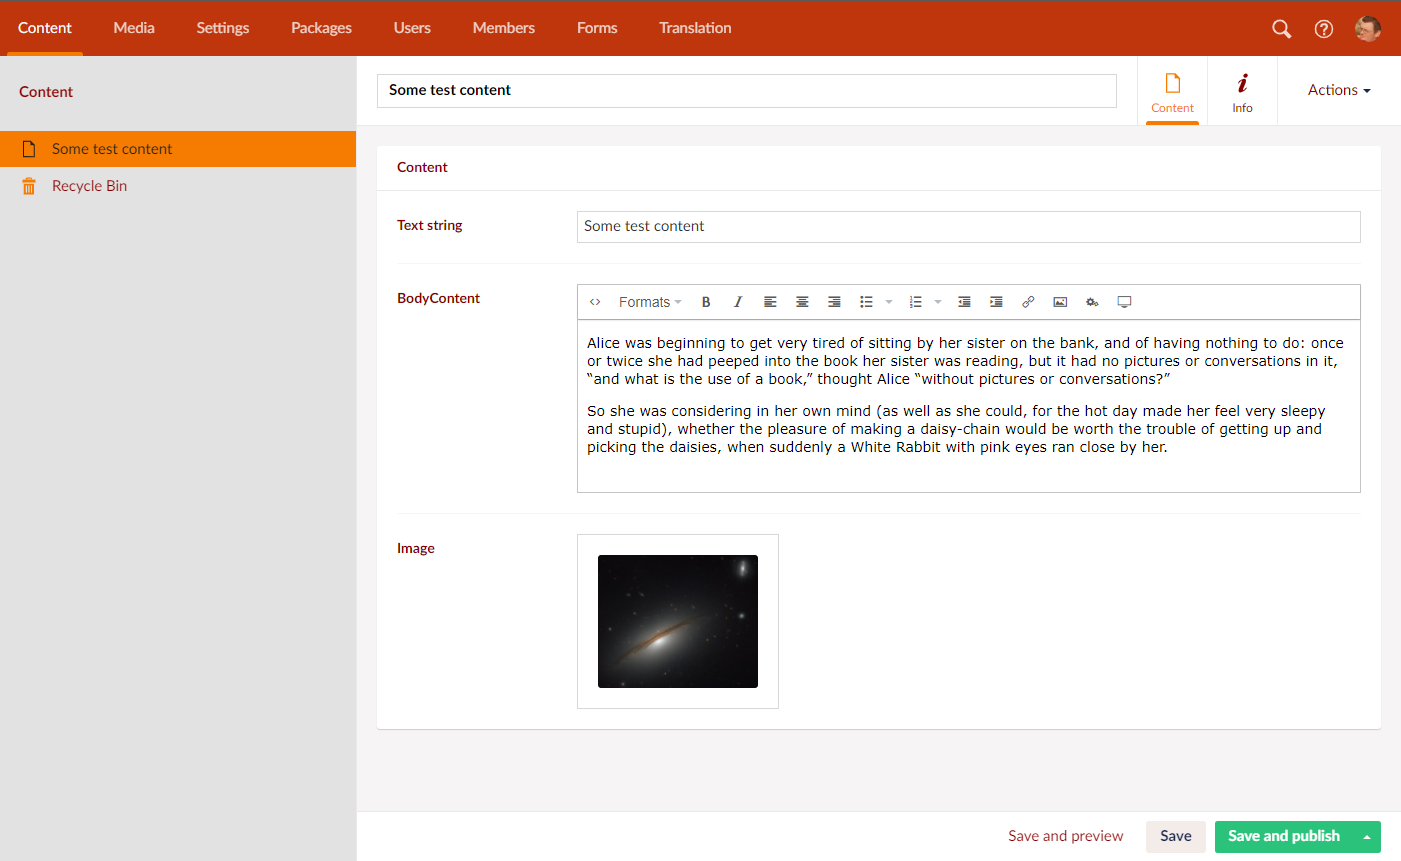 Content Media Settings Packages Users Members Forms Translation
Content
Some test content
Recycle Bin
Some test content
Content
Info
Actions
Content
Text string
Some test content
BodyContent
Formats
Alice was beginning to get very tired of sitting by her sister on the bank, and of having nothing to do: once
or twice she had peeped into the book her sister was reading, but it had no pictures or conversations in it,
“and what is the use of a book,” thought Alice “without pictures or conversations?”
So she was considering in her own mind (as well as she could, for the hot day made her feel very sleepy
and stupid), whether the pleasure of making a daisy-chain would be worth the trouble of getting up and
picking the daisies, when suddenly a White Rabbit with pink eyes ran close by her.
Image
Save and preview
Save
Save and publish